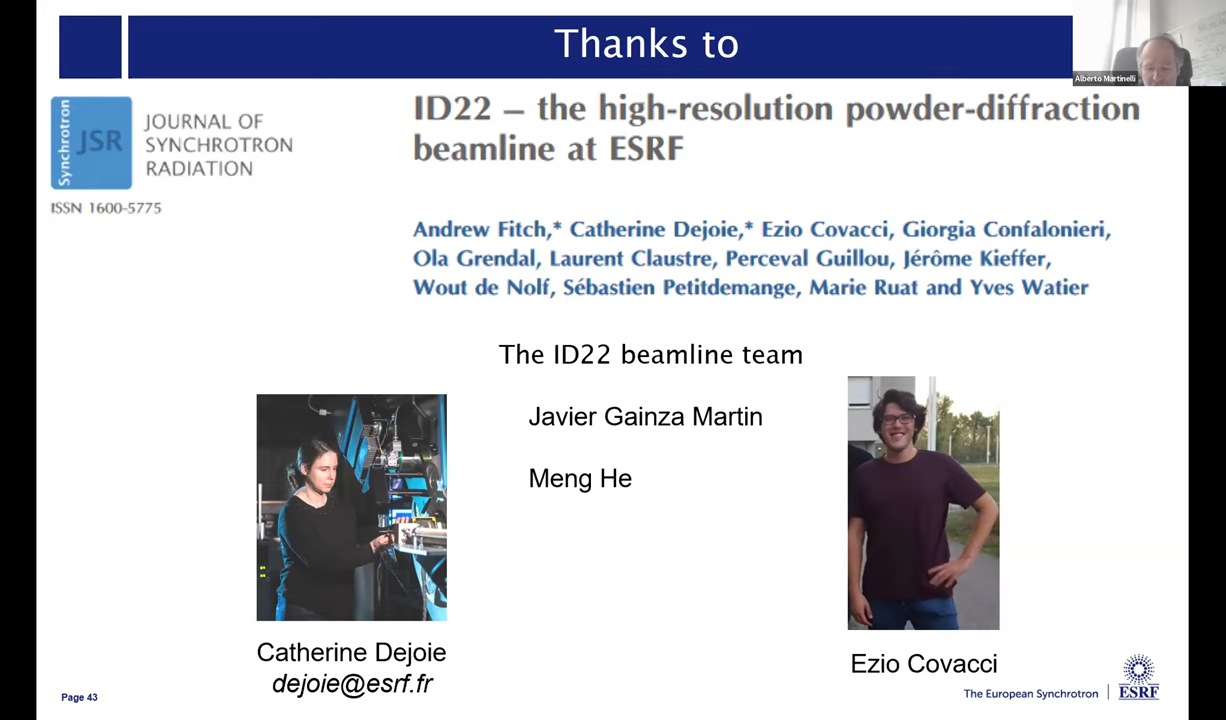 Thanks to
Alberto Martinelli
Synchrotron
JSR
JOURNAL OF
SYNCHROTRON
RADIATION
ISSN 1600-5775
ID22 – the high-resolution powder-diffraction
beamline at ESRF
Andrew Fitch,* Catherine Dejoie,* Ezio Covacci, Giorgia Confalonieri,
Ola Grendal, Laurent Claustre, Perceval Guillou, Jérôme Kieffer,
Wout de Nolf, Sébastien Petitdemange, Marie Ruat and Yves Watier
The ID22 beamline team
Javier Gainza Martin
Meng He
Catherine Dejoie
dejoie@esrf.fr
Ezio Covacci
Page 43
The European Synchrotron
ESRF